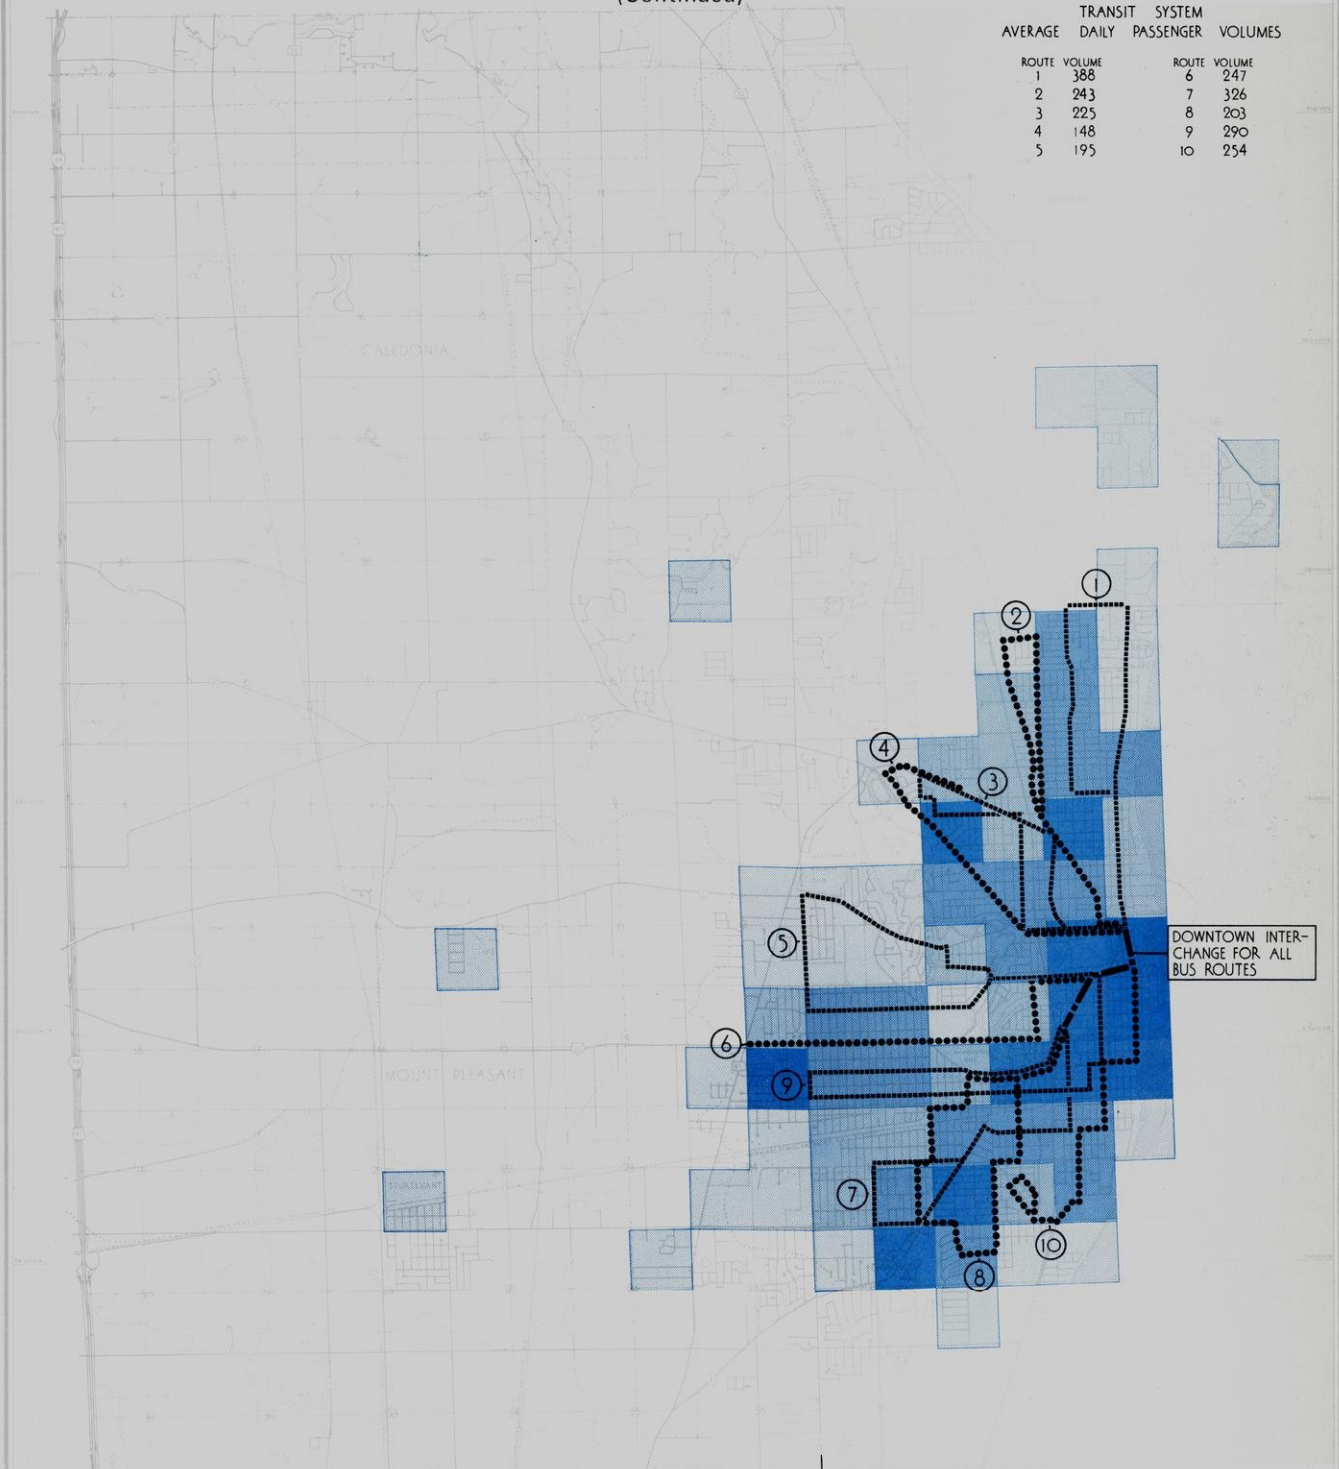 (Continued)
TRANSIT SYSTEM
AVERAGE DAILY PASSENGER VOLUMES
ROUTE VOLUME ROUTE VOLUME
1 388 6 247
2 243 7 326
3 225 8 203
4 148 9 290
5 195 10 254
CALEDONIA
1
2
4
3
5
DOWNTOWN INTER-
CHANGE FOR ALL
BUS ROUTES
6
MOUNT PLEASANT
9
STURTEVANT
7
10
8